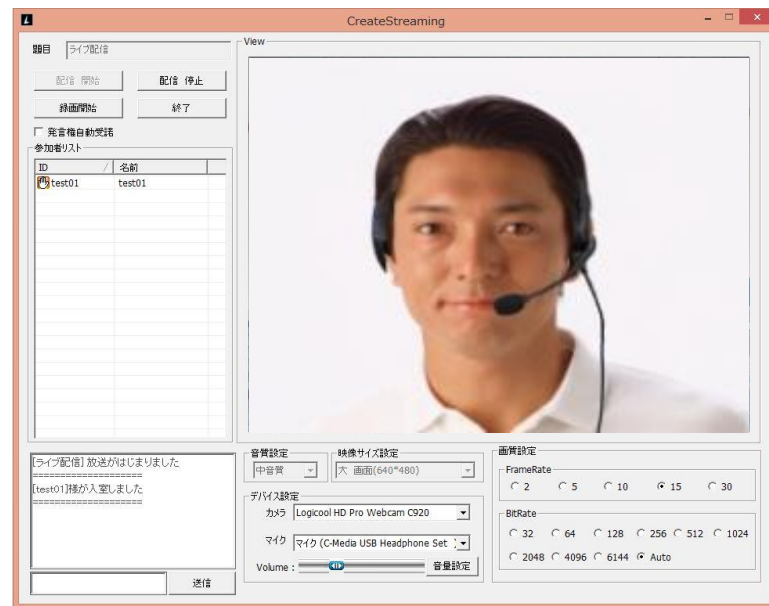 CreateStreaming
題目 ライブ配信
配信 開始 配信 停止
録画開始 終了
発言権自動受諾
参加者リスト
ID 名前
test01 test01
[ライブ配信] 放送がはじまりました
====================
[test01]様が入室しました
====================
送信
View
音質設定
中音質
映像サイズ設定
大 画面(640*480)
デバイス設定
カメラ Logicool HD Pro Webcam C920
マイク マイク (C-Media USB Headphone Set
Volume : 音量設定
画質設定
FrameRate
2 5 10 15 30
BitRate
32 64 128 256 512 1024
2048 4096 6144 Auto